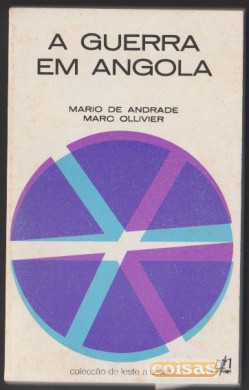 A GUERRA
EM ANGOLA
MARIO DE ANDRADE
MARC OLLIVIER
colecção de leste a
coisas